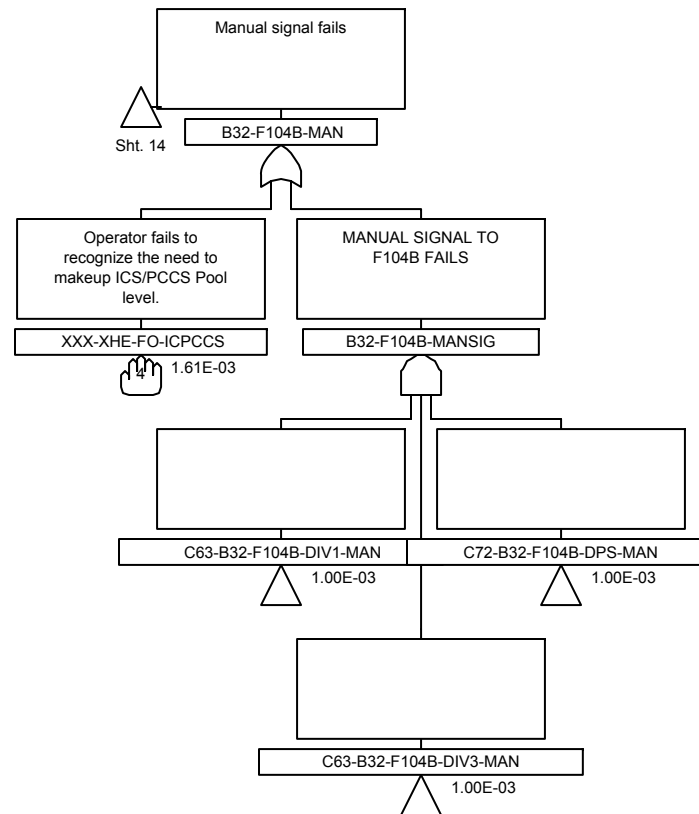 Manual signal fails
Sht. 14
B32-F104B-MAN
Operator fails to
recognize the need to
makeup ICS/PCCS Pool
level.
MANUAL SIGNAL TO
F104B FAILS
XXX-XHE-FO-ICPCCS
B32-F104B-MANSIG
4
1.61E-03
C63-B32-F104B-DIV1-MAN
C72-B32-F104B-DPS-MAN
1.00E-03
1.00E-03
C63-B32-F104B-DIV3-MAN
1.00E-03